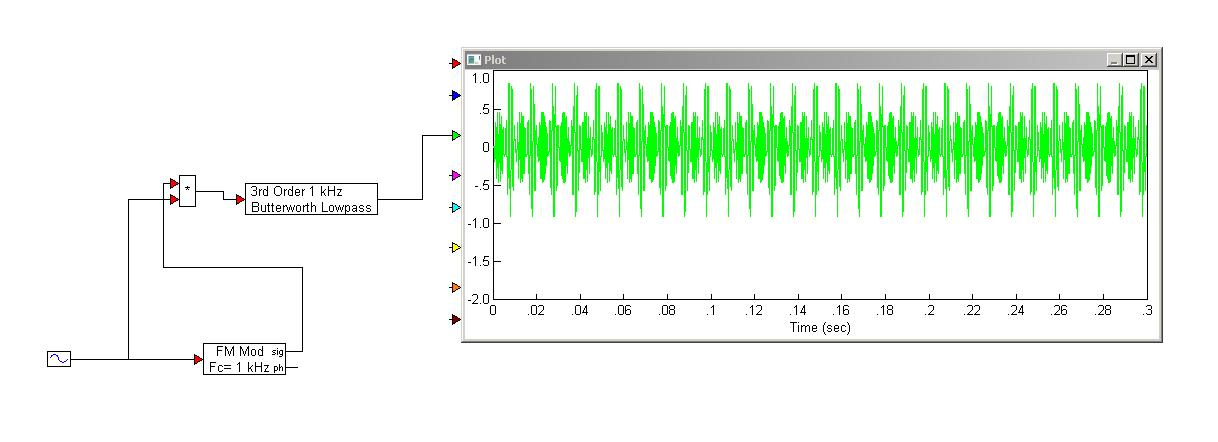 Plot
1.0
.5
0
-.5
-1.0
-1.5
-2.0
0 .02 .04 .06 .08 .1 .12 .14 .16 .18 .2 .22 .24 .26 .28 .3
Time (sec)
*
3rd Order 1 kHz
Butterworth Lowpass
FM Mod sig
Fc= 1 kHz ph